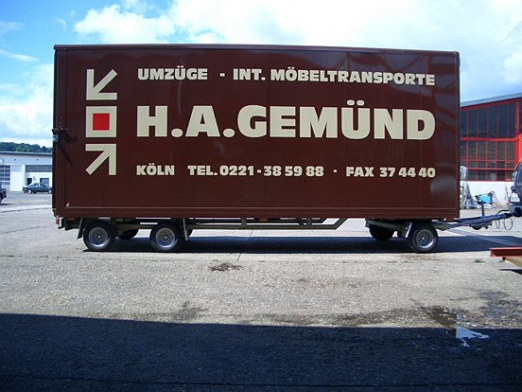 UMZÜGE - INT. MÖBELTRANSPORTE
H.A.GEMÜND
KÖLN TEL. 0221-38 59 88 · FAX 37 44 40